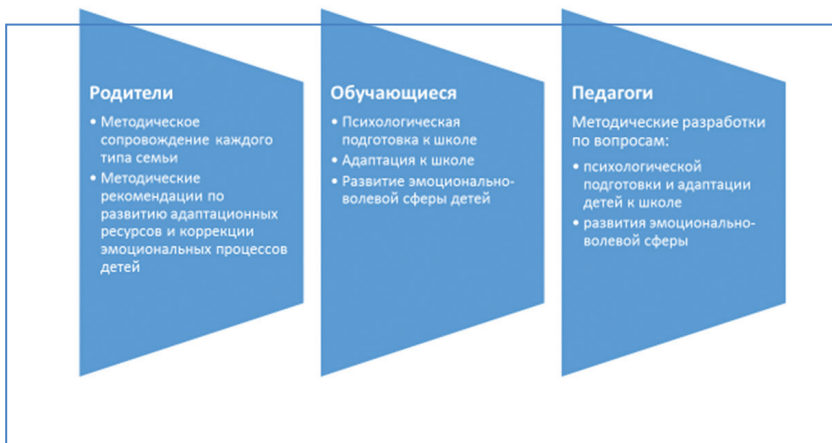 Родители
• Методическое
сопровождение каждого
типа семьи
• Методические
рекомендации по
развитию адаптационных
ресурсов и коррекции
эмоциональных процессов
детей
Обучающиеся
• Психологическая
подготовка к школе
• Адаптация к школе
• Развитие эмоционально-
волевой сферы детей
Педагоги
Методические разработки
по вопросам:
• психологической
подготовки и адаптации
детей к школе
• развития эмоционально-
волевой сферы